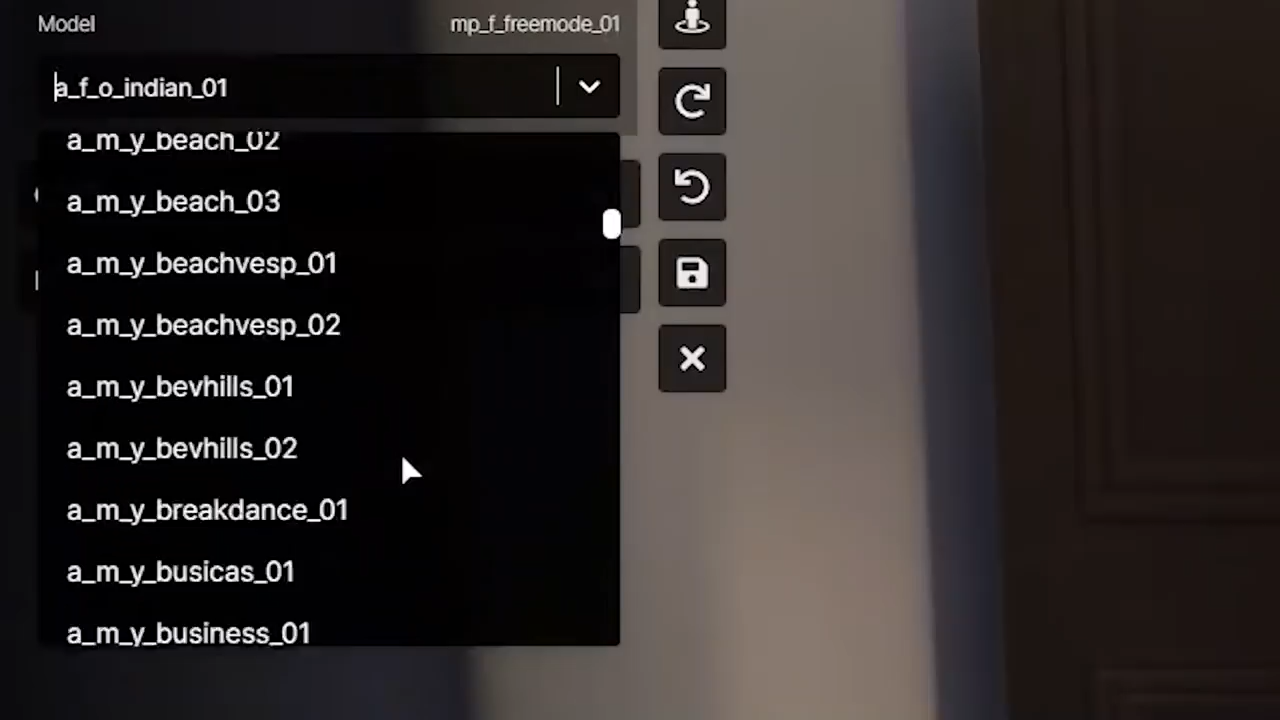 Model
mp_f_freemode_01
a_f_o_indian_01
a_m_y_beach_02
a_m_y_beach_03
a_m_y_beachvesp_01
a_m_y_beachvesp_02
a_m_y_bevhills_01
a_m_y_bevhills_02
a_m_y_breakdance_01
a_m_y_busicas_01
a_m_y_business_01